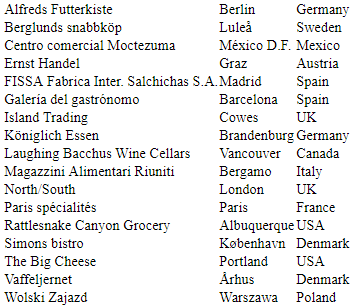 Alfreds Futterkiste Berlin Germany
Berglunds snabbköp Luleå Sweden
Centro comercial Moctezuma México D.F. Mexico
Ernst Handel Graz Austria
FISSA Fabrica Inter. Salchichas S.A. Madrid Spain
Galería del gastrónomo Barcelona Spain
Island Trading Cowes UK
Königlich Essen Brandenburg Germany
Laughing Bacchus Wine Cellars Vancouver Canada
Magazzini Alimentari Riuniti Bergamo Italy
North/South London UK
Paris spécialités Paris France
Rattlesnake Canyon Grocery Albuquerque USA
Simons bistro København Denmark
The Big Cheese Portland USA
Vaffeljernet Århus Denmark
Wolski Zajazd Warszawa Poland